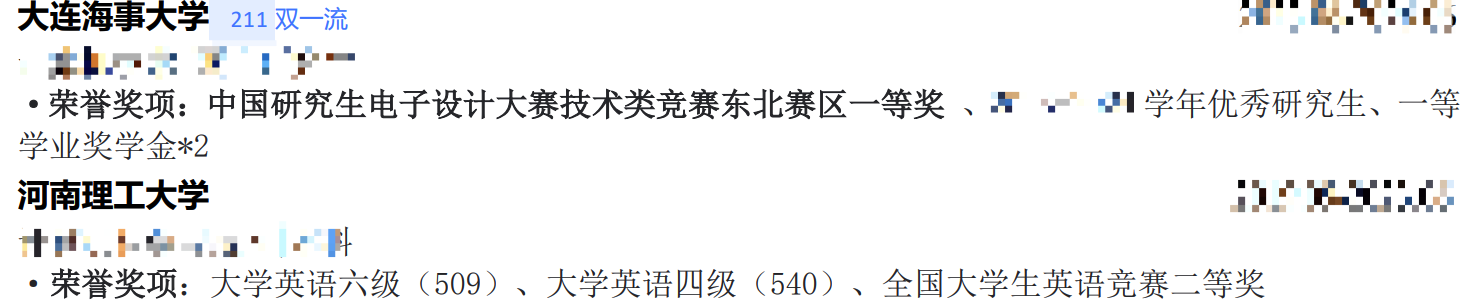 大连海事大学 211 双一流
·荣誉奖项：中国研究生电子设计大赛技术类竞赛东北赛区一等奖 、 学年优秀研究生、一等
学业奖学金*2
河南理工大学
科
·荣誉奖项：大学英语六级（509）、大学英语四级（540）、全国大学生英语竞赛二等奖